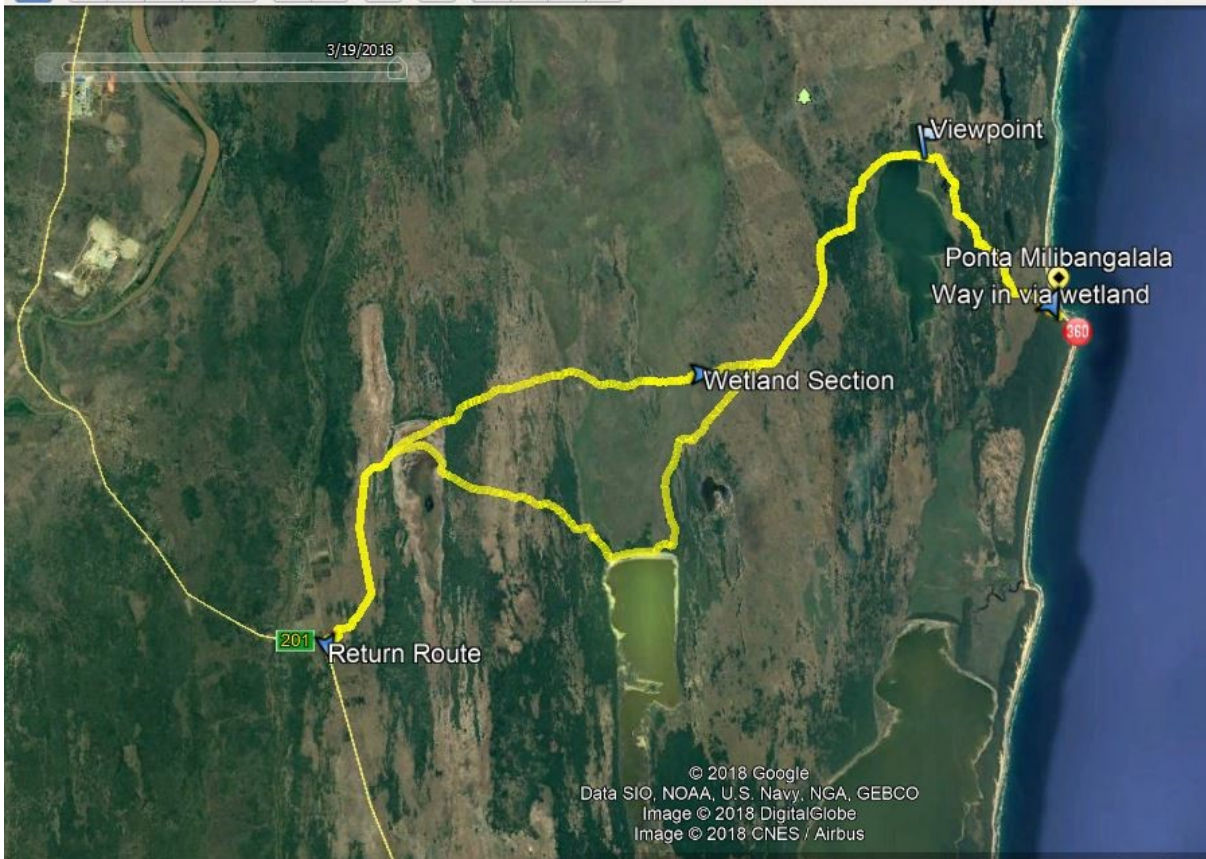 3/19/2018
Viewpoint
Ponta Milibangalala
Way in via wetland
360
Wetland Section
201
Return Route
© 2018 Google
Data SIO, NOAA, U.S. Navy, NGA, GEBCO
Image © 2018 DigitalGlobe
Image © 2018 CNES / Airbus